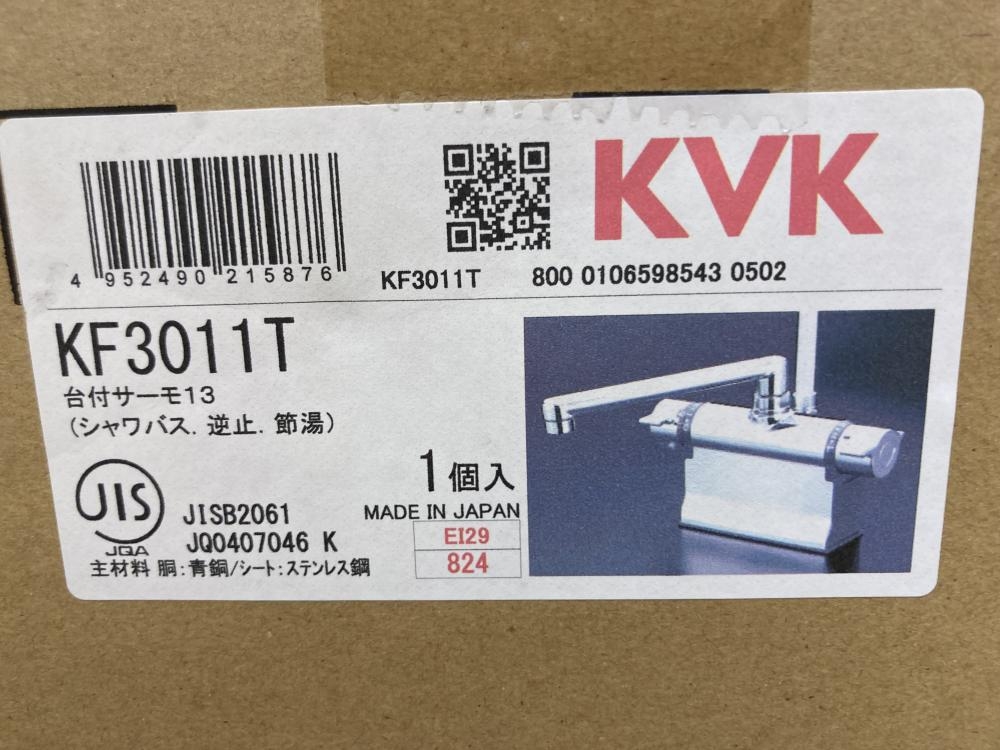 KVK
4 952490 215876
KF3011T 800 0106598543 0502
KF3011T
台付サーモ13
(シャワバス.逆止.節湯)
1個入
JIS
JQA
JISB2061
JQ0407046 K
MADE IN JAPAN
EI29
824
主材料 胴:青銅/シート:ステンレス鋼